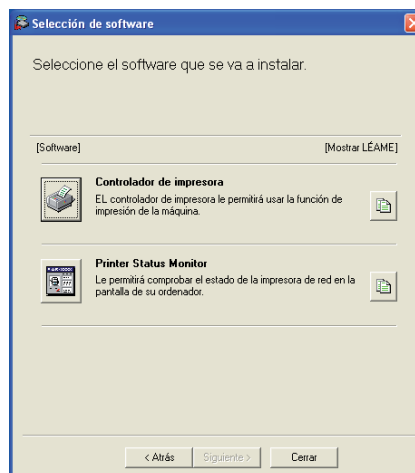 Selección de software
Seleccione el software que se va a instalar.
[Software] [Mostrar LÉAME]
Controlador de impresora
EL controlador de impresora le permitirá usar la función de
impresión de la máquina.
Printer Status Monitor
Le permitirá comprobar el estado de la impresora de red en la
pantalla de su ordenador.
< Atrás Siguiente > Cerrar